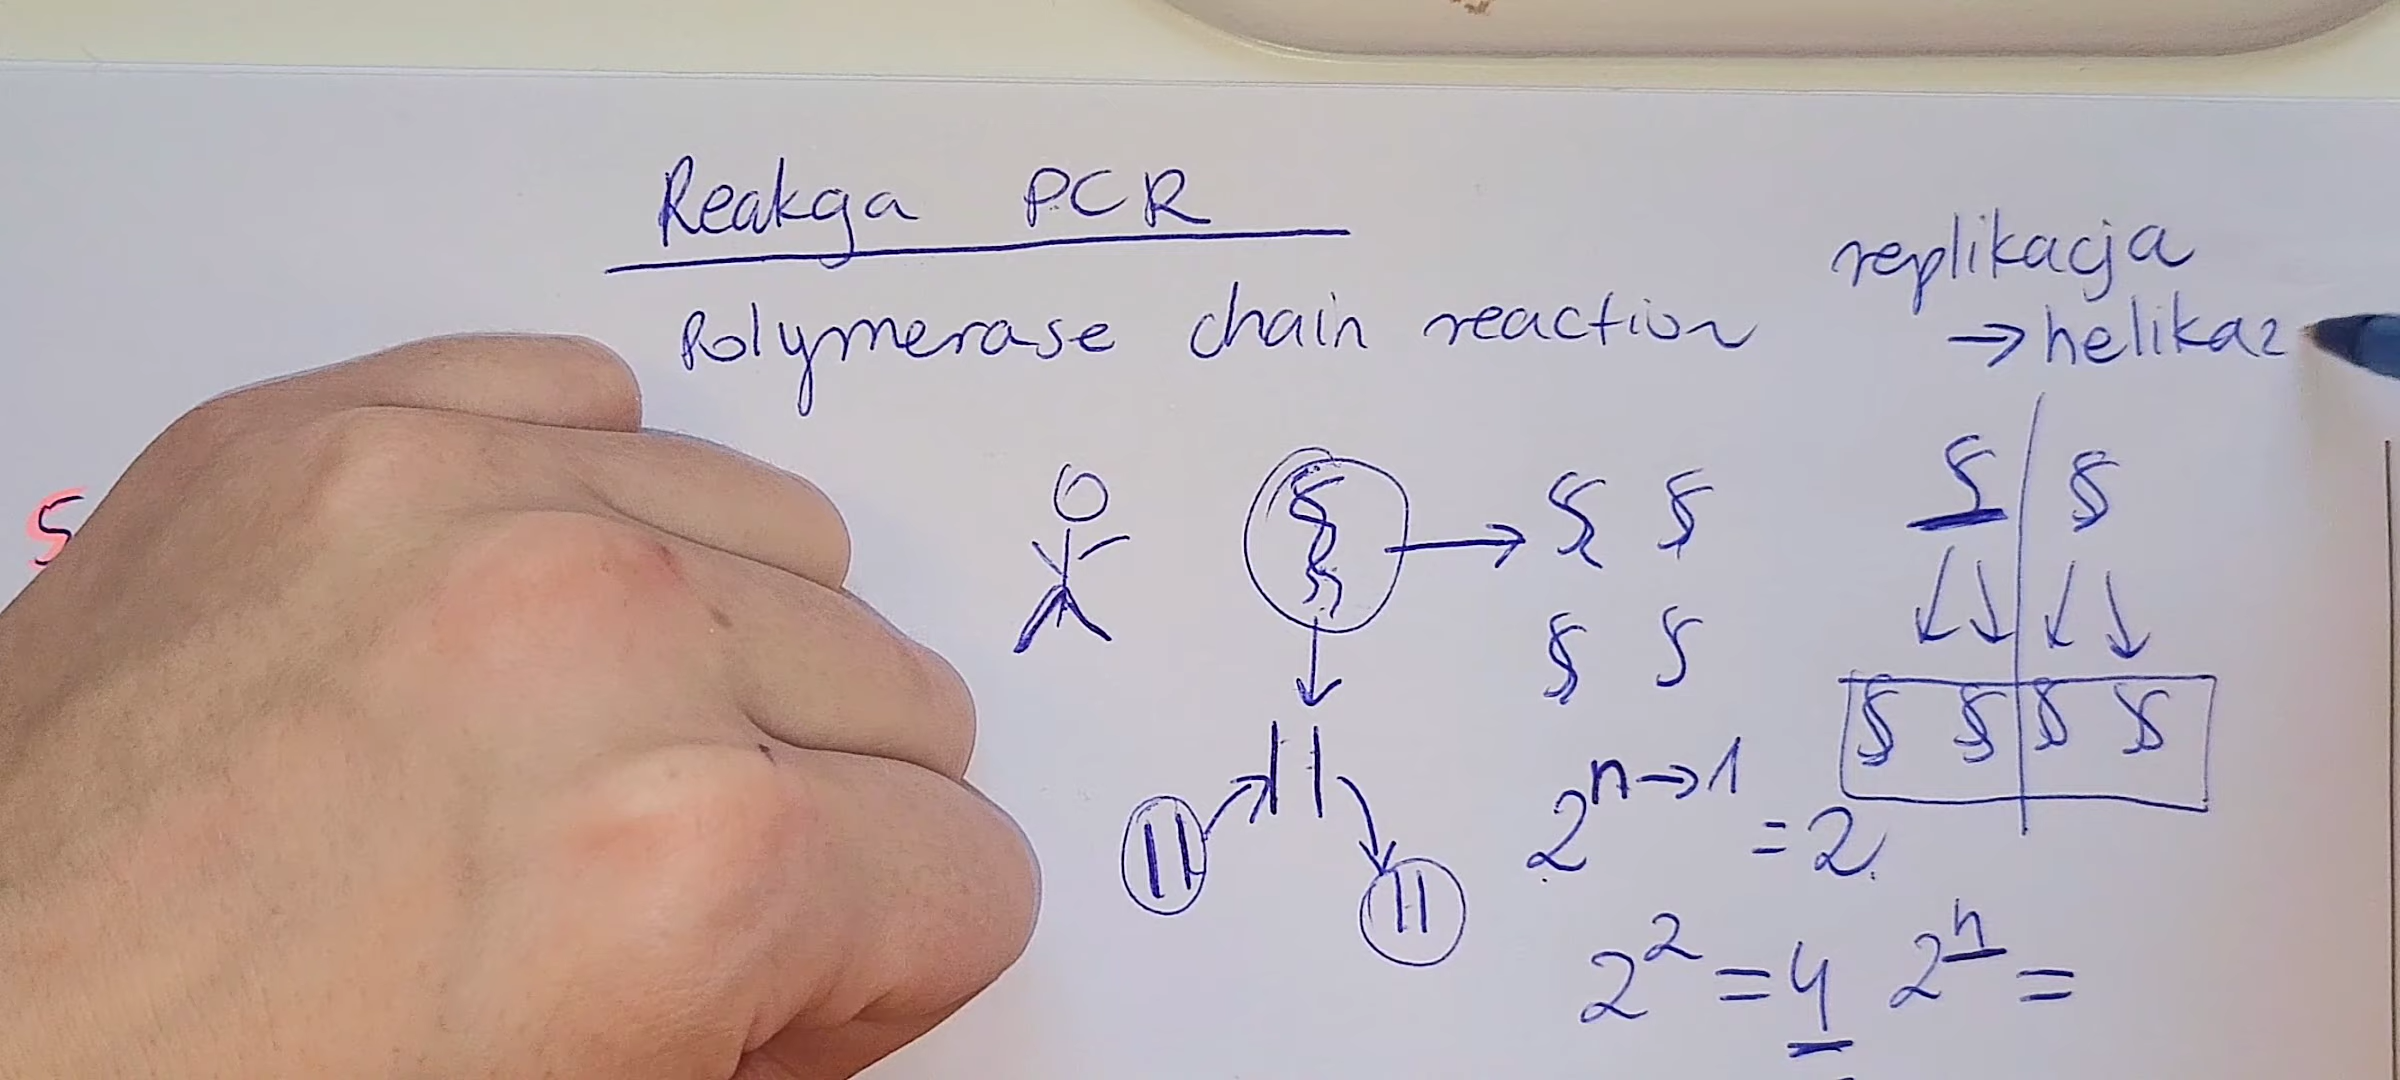 Reakcja PCR
Polymerase chain reaction
replikacja
→ helikaz
2^n→1 = 2
2^2 = 4 2^n =